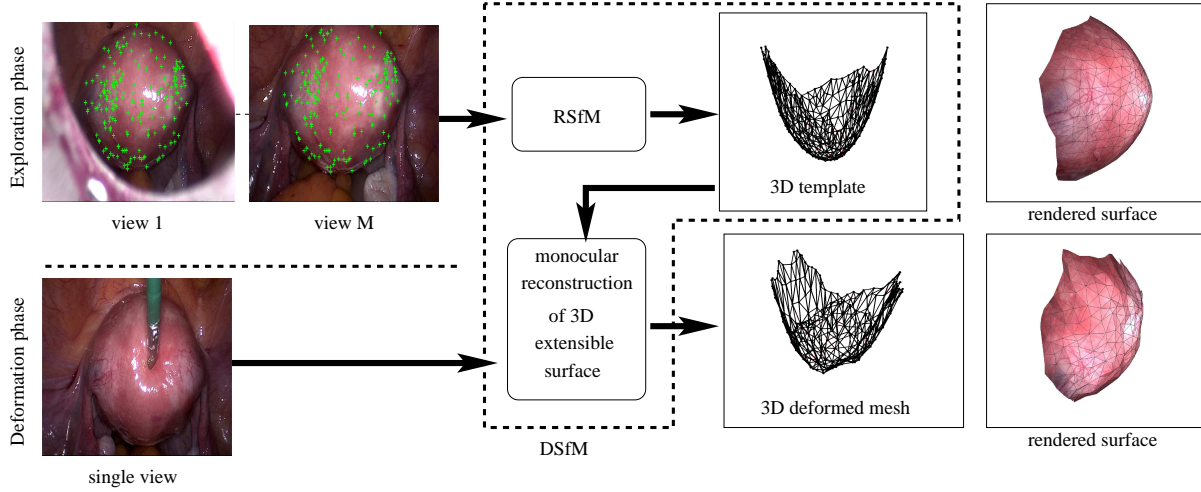 Exploration phase
view 1
view M
RSfM
3D template
rendered surface
Deformation phase
single view
monocular
reconstruction
of 3D
extensible
surface
DSfM
3D deformed mesh
rendered surface